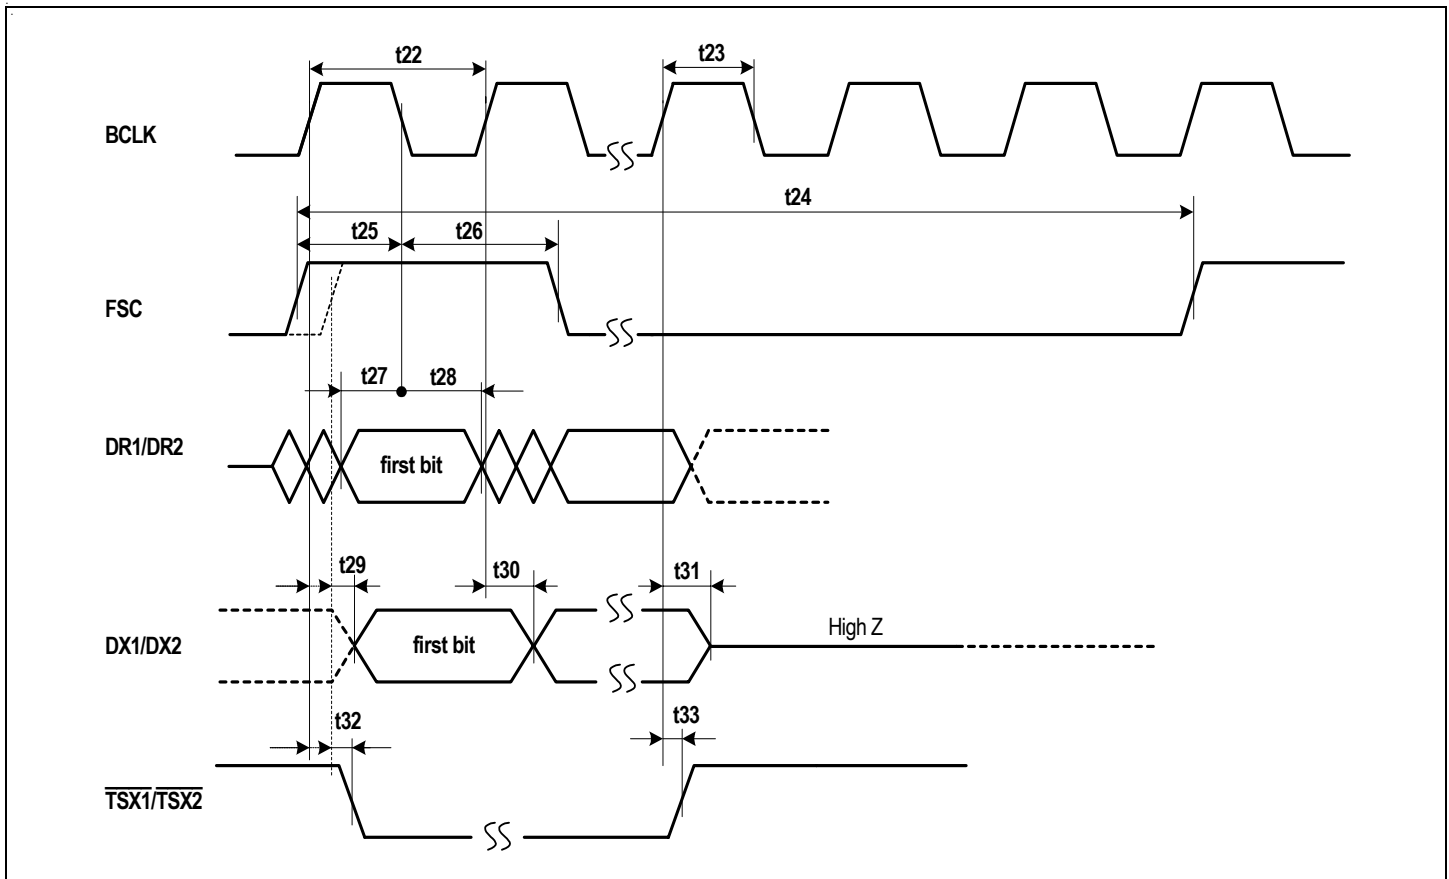 t22
t23
BCLK
t24
t25
t26
FSC
t27
t28
DR1/DR2
first bit
t29
t30
t31
DX1/DX2
first bit
High Z
t32
t33
TSX1/TSX2